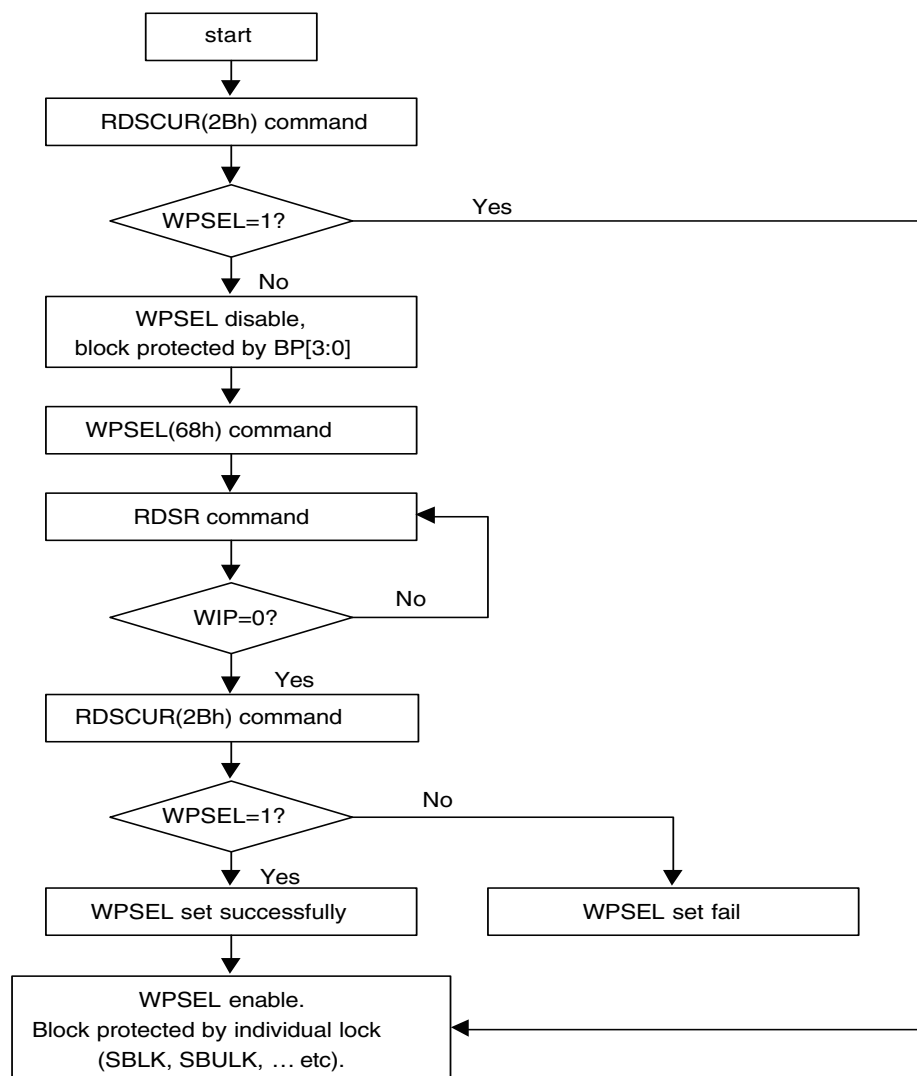 start
RDSCUR(2Bh) command
WPSEL=1?
Yes
No
WPSEL disable,
block protected by BP[3:0]
WPSEL(68h) command
RDSR command
WIP=0?
No
Yes
RDSCUR(2Bh) command
WPSEL=1?
No
Yes
WPSEL set successfully
WPSEL set fail
WPSEL enable.
Block protected by individual lock
(SBLK, SBULK, … etc).